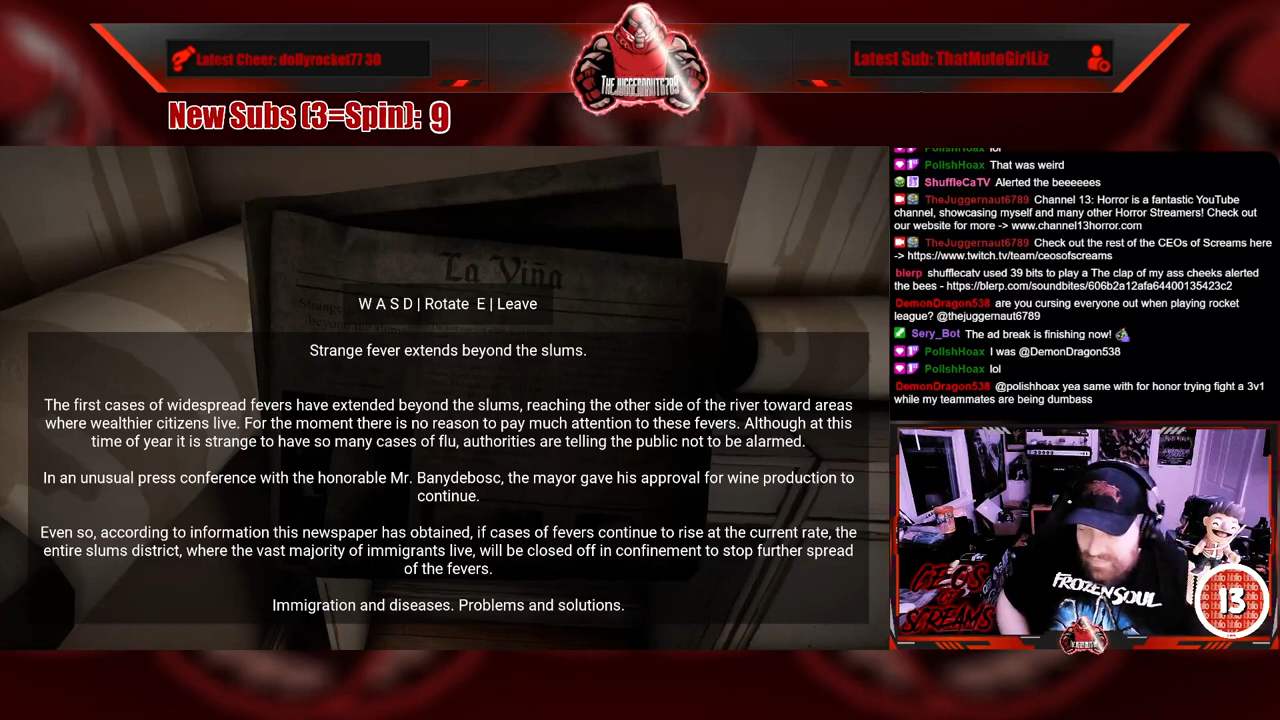 Latest Cheer: dollyrocket77 30
THEJUGGERNAUT6789
Latest Sub: ThatMuteGirlLiz
New Subs (3=Spin): 9
La Viña
W A S D | Rotate E | Leave
Strange fever extends beyond the slums.
The first cases of widespread fevers have extended beyond the slums, reaching the other side of the river toward areas
where wealthier citizens live. For the moment there is no reason to pay much attention to these fevers. Although at this
time of year it is strange to have so many cases of flu, authorities are telling the public not to be alarmed.
In an unusual press conference with the honorable Mr. Banydebosc, the mayor gave his approval for wine production to
continue.
Even so, according to information this newspaper has obtained, if cases of fevers continue to rise at the current rate, the
entire slums district, where the vast majority of immigrants live, will be closed off in confinement to stop further spread
of the fevers.
Immigration and diseases. Problems and solutions.
PolishHoax lol
PolishHoax That was weird
ShuffleCaTV Alerted the beeeeees
TheJuggernaut6789 Channel 13: Horror is a fantastic YouTube
channel, showcasing myself and many other Horror Streamers! Check out
our website for more -> www.channel13horror.com
TheJuggernaut6789 Check out the rest of the CEOs of Screams here
-> https://www.twitch.tv/team/ceosofscreams
blerp shufflecatv used 39 bits to play a The clap of my ass cheeks alerted
the bees - https://blerp.com/soundbites/606b2a12afa64400135423c2
DemonDragon538 are you cursing everyone out when playing rocket
league? @thejuggernaut6789
Sery_Bot The ad break is finishing now!
PolishHoax I was @DemonDragon538
PolishHoax lol
DemonDragon538 @polishhoax yea same with for honor trying fight a 3v1
while my teammates are being dumbass
CEOS
OF
SCREAMS
FROZEN SOUL
13